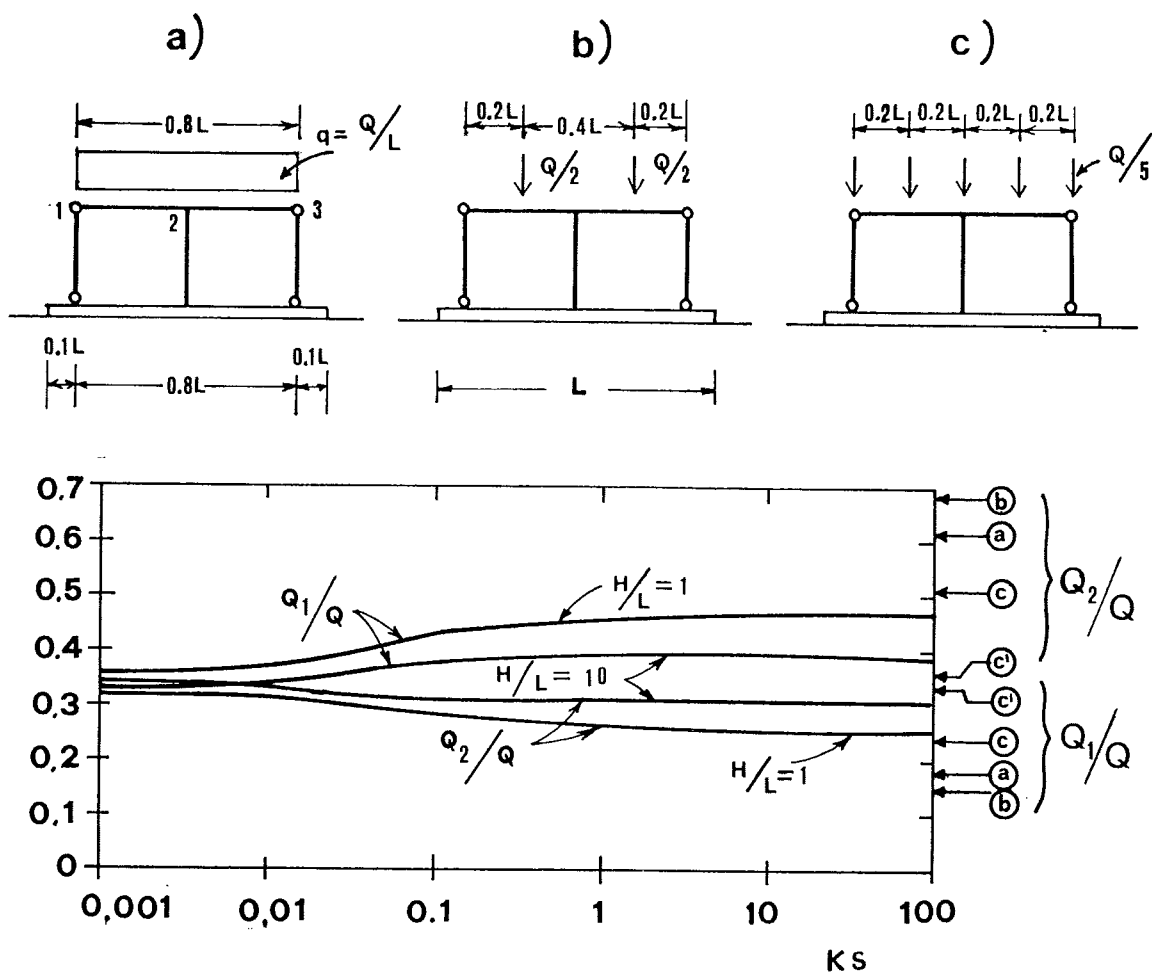 a)
b)
c)
0.8L
q= Q/L
0.2L 0.4L 0.2L
Q/2 Q/2
0.2L 0.2L 0.2L 0.2L
Q/5
1 2 3
0.1L 0.8L 0.1L
L
0.7
0.6
0.5
0.4
0.3
0.2
0.1
0
Q1/Q
H/L=1
H/L=10
Q2/Q
H/L=1
b
a
c
c'
Q2/Q
c'
c
a
b
Q1/Q
0,001 0,01 0.1 1 10 100
KS